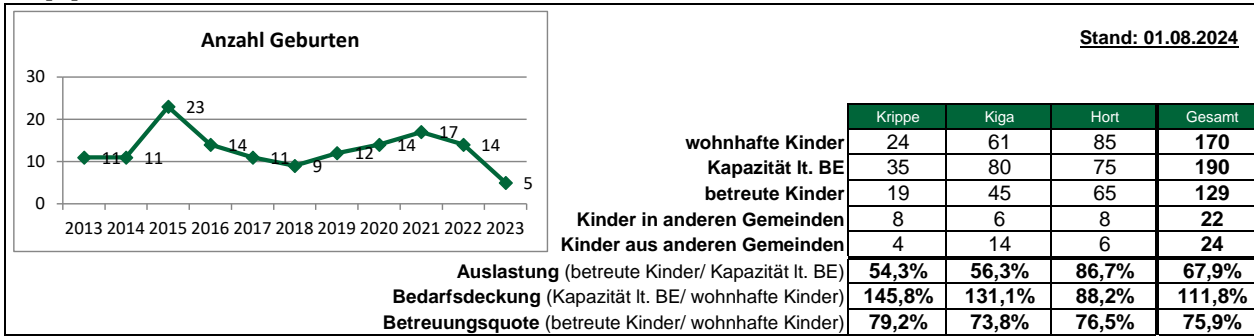 Anzahl Geburten
Stand: 01.08.2024
30
20
10
0
11
11
23
14
11
9
12
14
17
14
5
2013 2014 2015 2016 2017 2018 2019 2020 2021 2022 2023
Krippe Kiga Hort Gesamt
wohnhafte Kinder 24 61 85 170
Kapazität lt. BE 35 80 75 190
betreute Kinder 19 45 65 129
Kinder in anderen Gemeinden 8 6 8 22
Kinder aus anderen Gemeinden 4 14 6 24
Auslastung (betreute Kinder/ Kapazität lt. BE) 54,3% 56,3% 86,7% 67,9%
Bedarfsdeckung (Kapazität lt. BE/ wohnhafte Kinder) 145,8% 131,1% 88,2% 111,8%
Betreuungsquote (betreute Kinder/ wohnhafte Kinder) 79,2% 73,8% 76,5% 75,9%